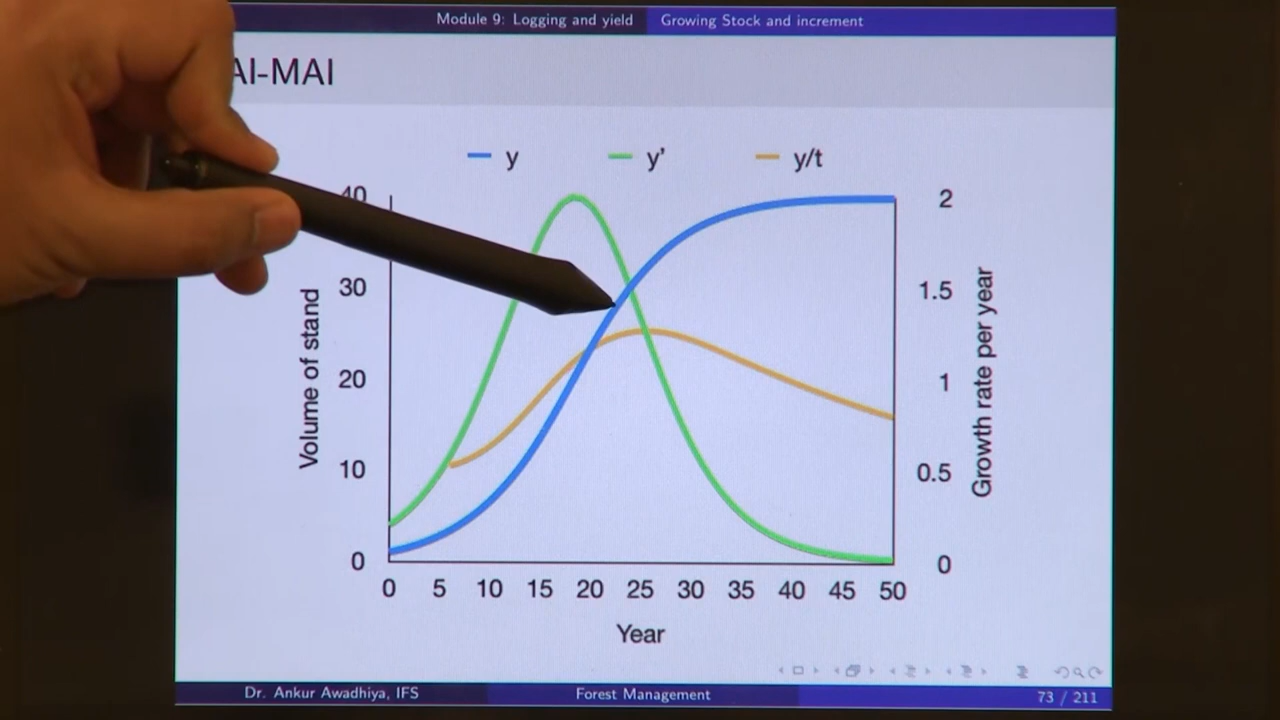 Module 9: Logging and yield Growing Stock and increment
AI-MAI
y y' y/t
40
30
20
10
0
Volume of stand
2
1.5
1
0.5
0
Growth rate per year
0 5 10 15 20 25 30 35 40 45 50
Year
Dr. Ankur Awadhiya, IFS Forest Management 73 / 211